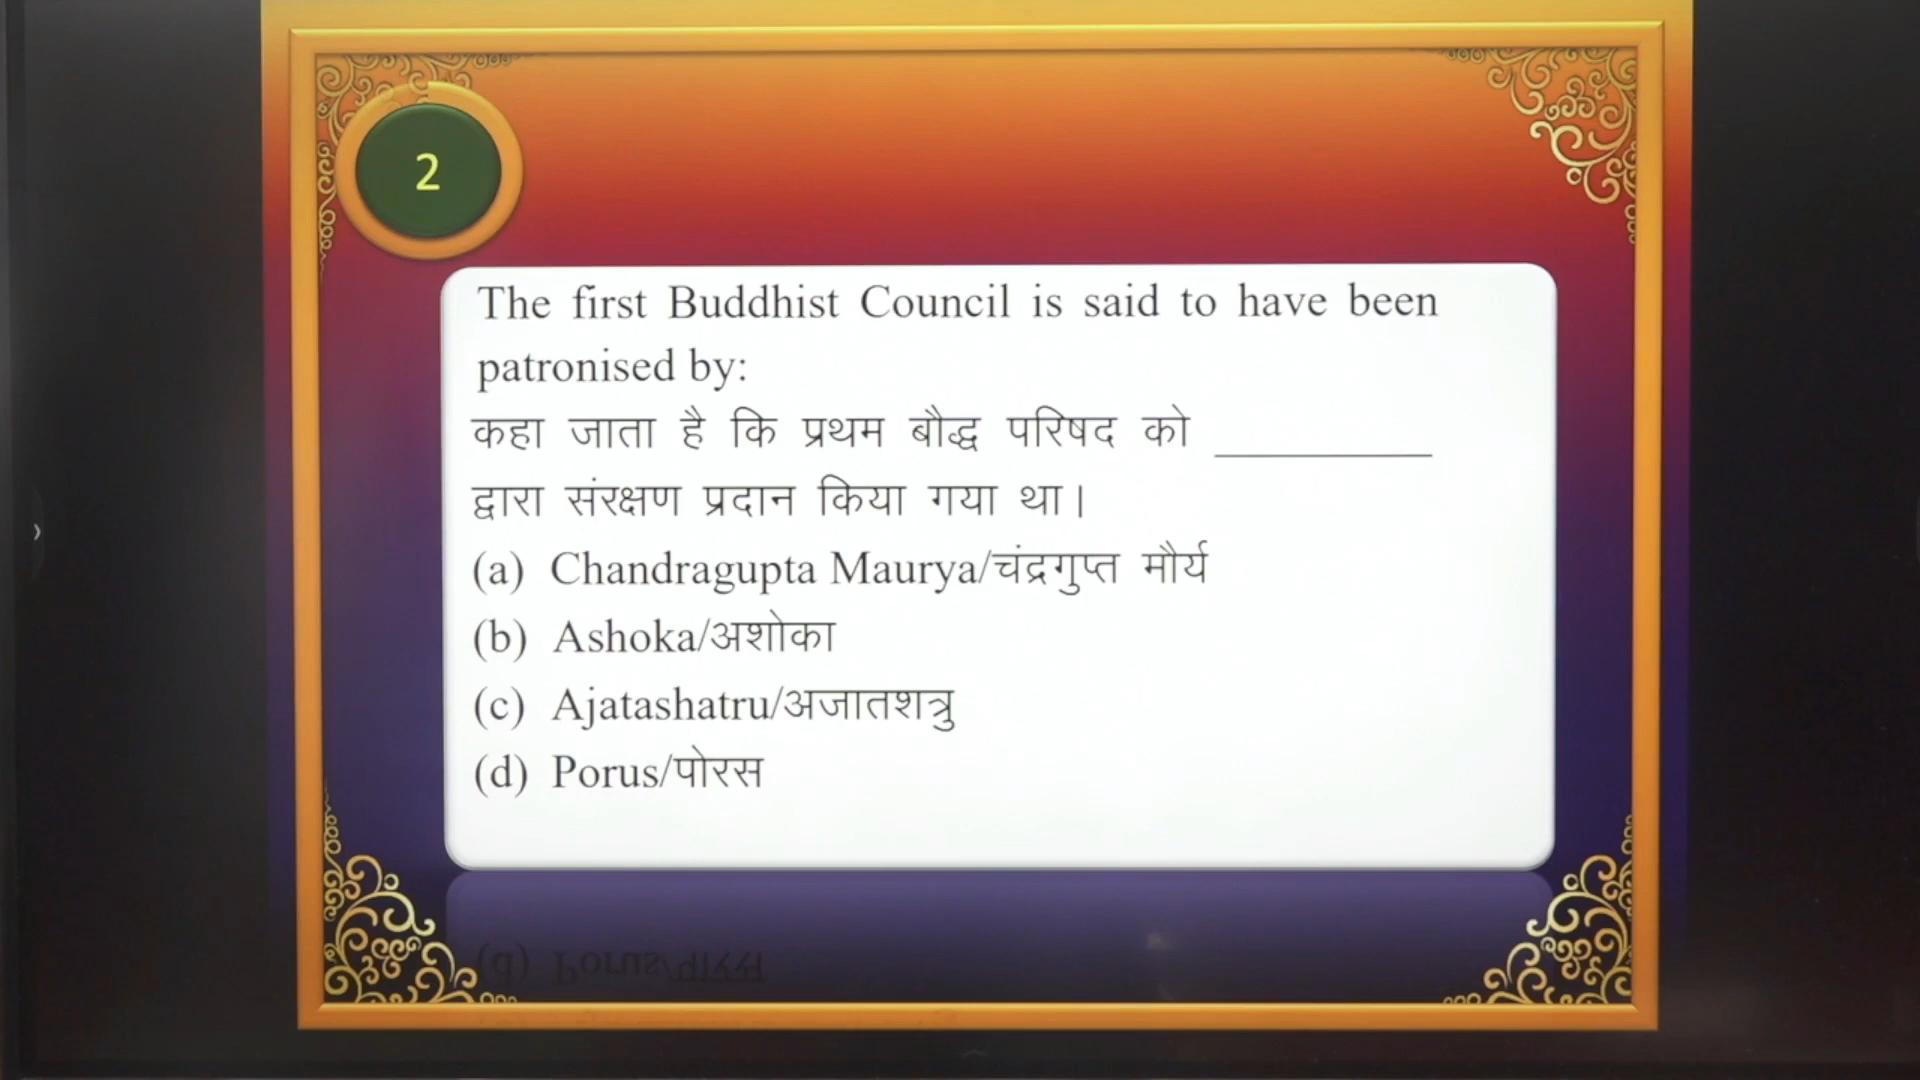 2
The first Buddhist Council is said to have been
patronised by:
कहा जाता है कि प्रथम बौद्ध परिषद को ____________
द्वारा संरक्षण प्रदान किया गया था।
(a) Chandragupta Maurya/चंद्रगुप्त मौर्य
(b) Ashoka/अशोका
(c) Ajatashatru/अजातशत्रु
(d) Porus/पोरस